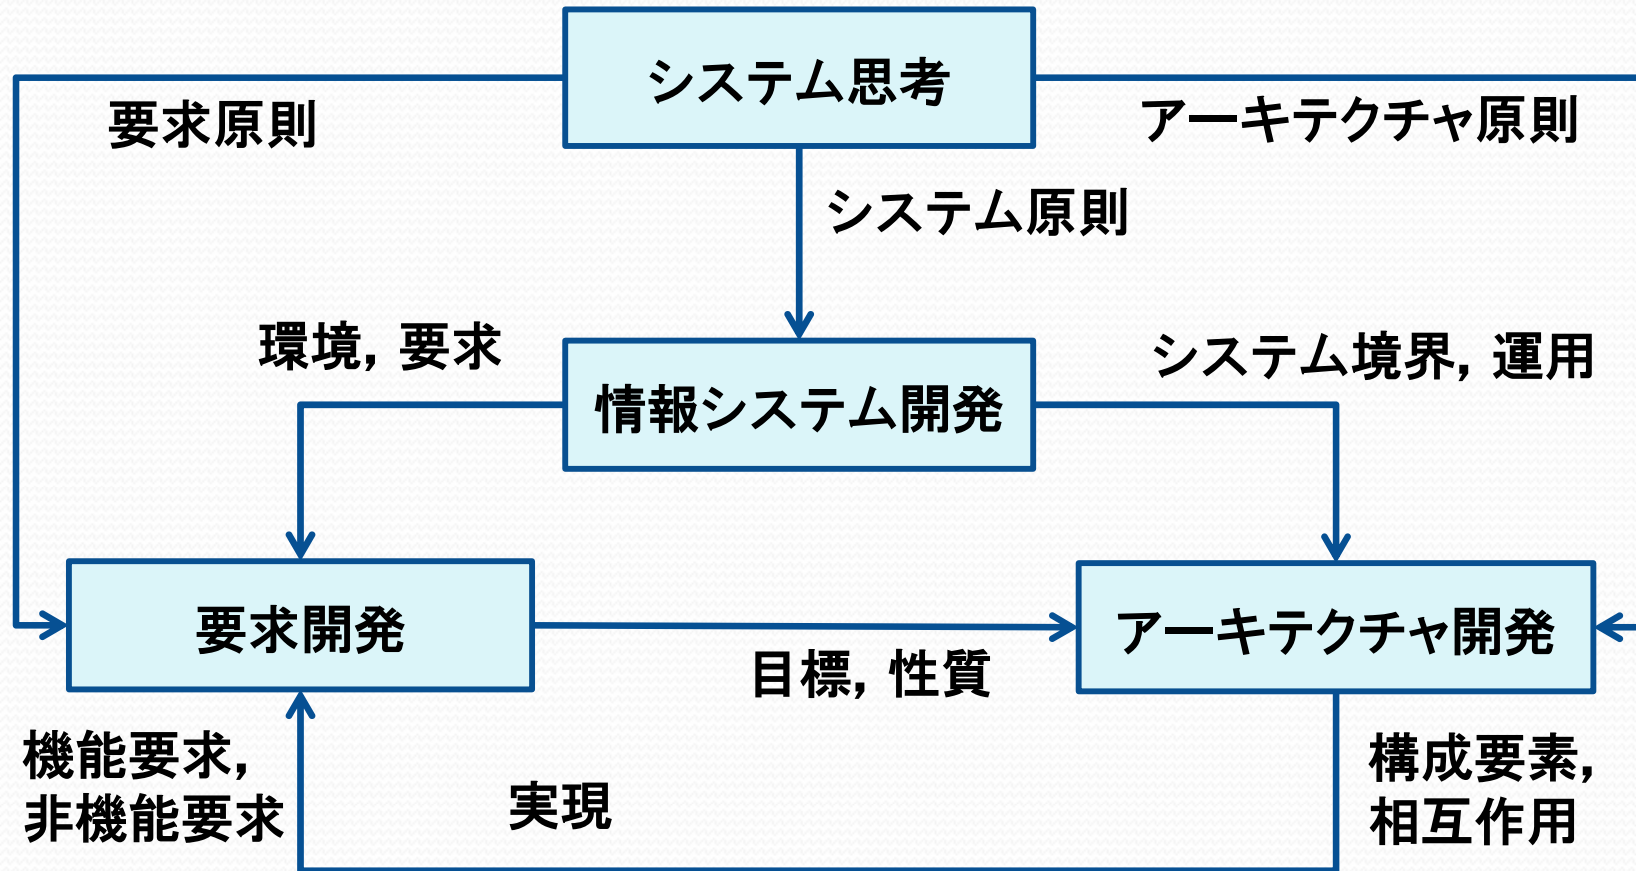 システム思考
要求原則
アーキテクチャ原則
システム原則
環境, 要求
システム境界, 運用
情報システム開発
要求開発
アーキテクチャ開発
目標, 性質
機能要求,
非機能要求
実現
構成要素,
相互作用